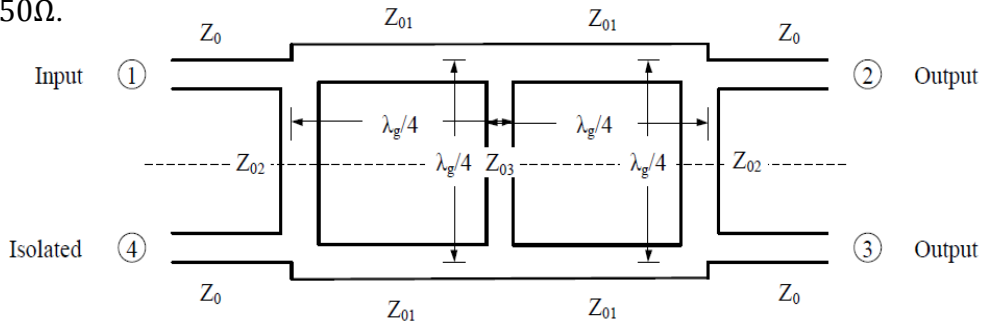 50Ω.
Z₀ Z₀₁ Z₀₁ Z₀
Input ① ② Output
λg/4 λg/4
Z₀₂ λg/4 Z₀₃ λg/4 Z₀₂
Isolated ④ ③ Output
Z₀ Z₀₁ Z₀₁ Z₀